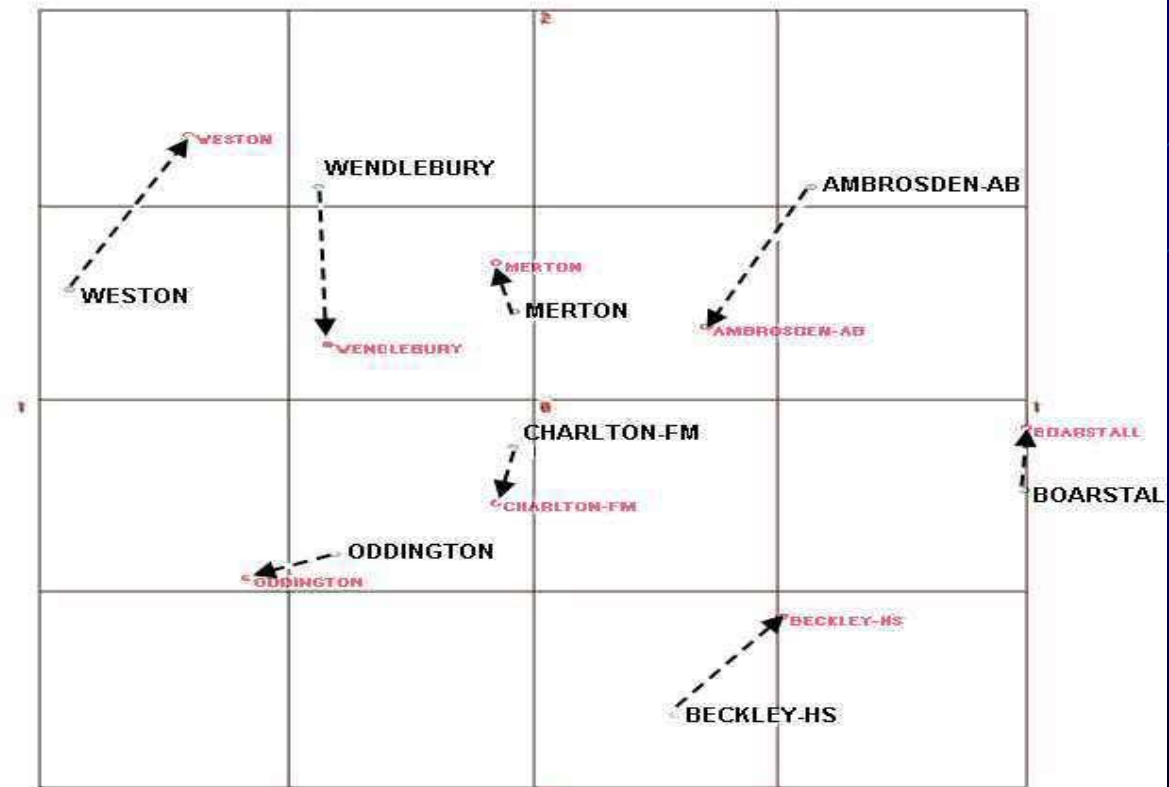 2
WESTON
WENDLEBURY
AMBROSDEN-AB
MERTON
WESTON
MERTON
AMBROSDEN-AB
WENDLEBURY
1
0
1
CHARLTON-FM
BOARSTALL
BOARSTAL
CHARLTON-FM
ODDINGTON
ODDINGTON
BECKLEY-HS
BECKLEY-HS